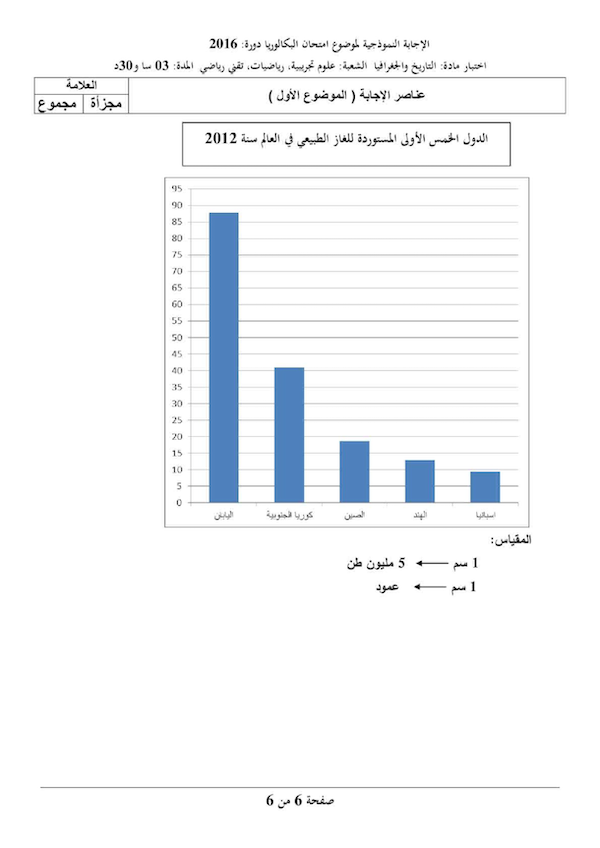 الإجابة النموذجية لموضوع امتحان البكالوريا دورة: 2016
اختبار مادة: التاريخ والجغرافيا الشعبة: علوم تجريبية، رياضيات، تقني رياضي المدة: 03 سا و30د
عناصر الإجابة ( الموضوع الأول )
العلامة
مجزأة
مجموع
الدول الخمس الأولى المستوردة للغاز الطبيعي في العالم سنة 2012
95
90
85
80
75
70
65
60
55
50
45
40
35
30
25
20
15
10
5
0
اليابان
كوريا الجنوبية
الصين
الهند
اسبانيا
المقياس:
1 سم ← 5 مليون طن
1 سم ← عمود
صفحة 6 من 6